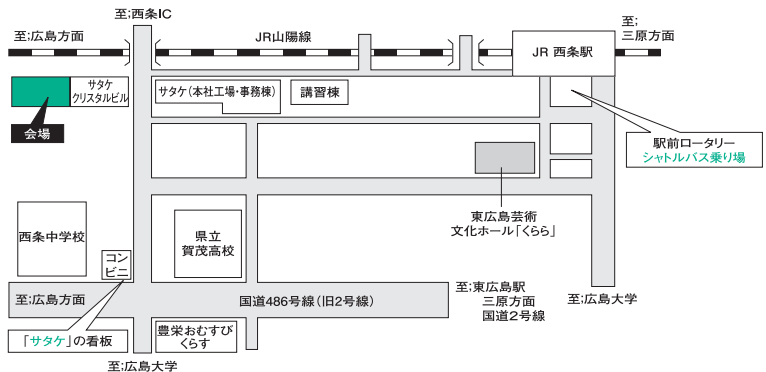 至;西条IC
至;広島方面
JR山陽線
JR 西条駅
至;
三原方面
サタケ
クリスタルビル
サタケ(本社工場・事務棟)
講習棟
会場
駅前ロータリー
シャトルバス乗り場
東広島芸術
文化ホール「くらら」
西条中学校
県立
賀茂高校
コン
ビニ
至;広島方面
国道486号線(旧2号線)
至;東広島駅
三原方面
国道2号線
至;広島大学
「サタケ」の看板
豊栄おむすび
くらす
至;広島大学